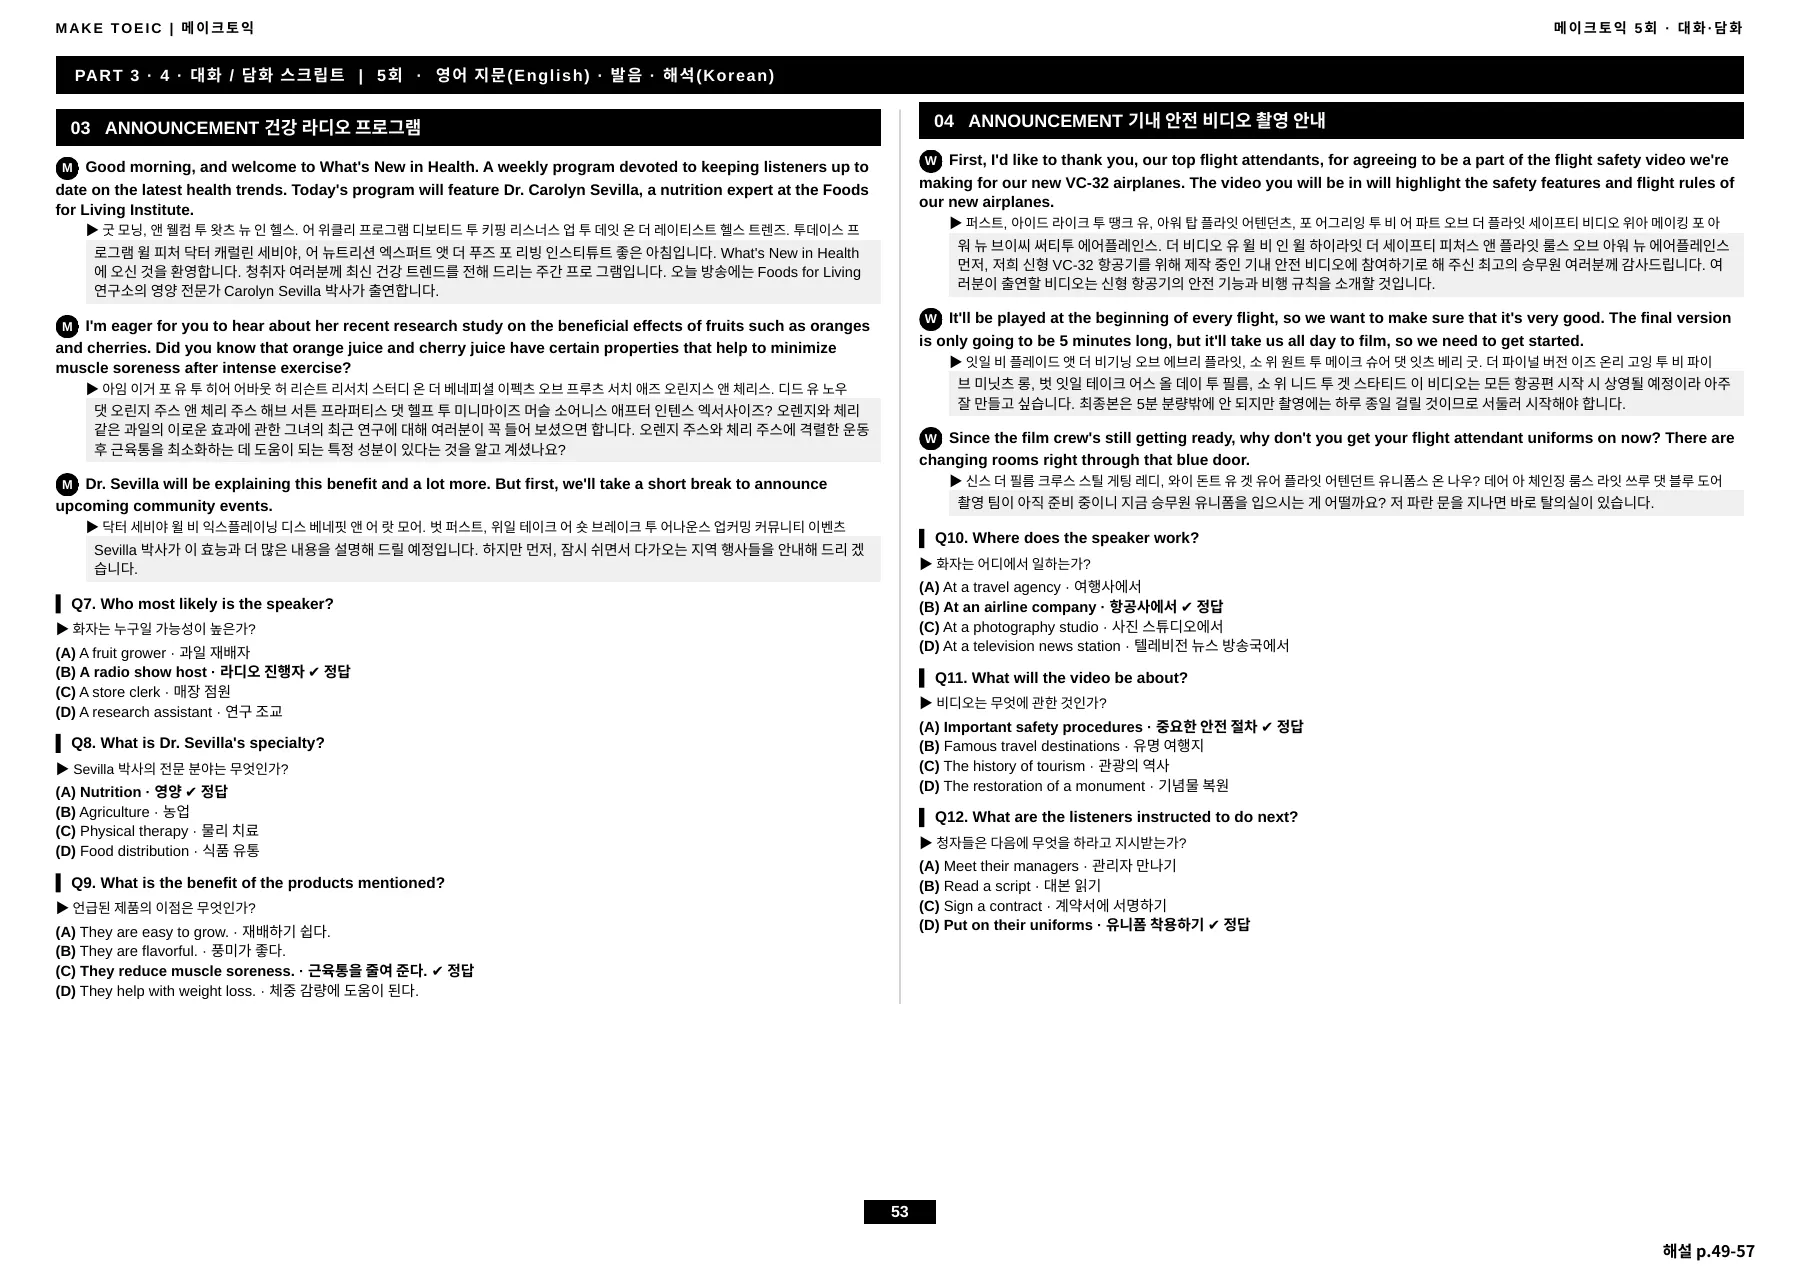 MAKE TOEIC | 메이크토익
메이크토익 5회 · 대화·담화
PART 3 · 4 · 대화 / 담화 스크립트 | 5회 · 영어 지문(English) · 발음 · 해석(Korean)
03 ANNOUNCEMENT 건강 라디오 프로그램
M Good morning, and welcome to What's New in Health. A weekly program devoted to keeping listeners up to
date on the latest health trends. Today's program will feature Dr. Carolyn Sevilla, a nutrition expert at the Foods
for Living Institute.
▶ 굿 모닝, 앤 웰컴 투 왓츠 뉴 인 헬스. 어 위클리 프로그램 디보티드 투 키핑 리스너스 업 투 데잇 온 더 레이티스트 헬스 트렌즈. 투데이스 프
로그램 윌 피처 닥터 캐럴린 세비야, 어 뉴트리션 엑스퍼트 앳 더 푸즈 포 리빙 인스티튜트 좋은 아침입니다. What's New in Health
에 오신 것을 환영합니다. 청취자 여러분께 최신 건강 트렌드를 전해 드리는 주간 프로 그램입니다. 오늘 방송에는 Foods for Living
연구소의 영양 전문가 Carolyn Sevilla 박사가 출연합니다.
M I'm eager for you to hear about her recent research study on the beneficial effects of fruits such as oranges
and cherries. Did you know that orange juice and cherry juice have certain properties that help to minimize
muscle soreness after intense exercise?
▶ 아임 이거 포 유 투 히어 어바웃 허 리슨트 리서치 스터디 온 더 베네피셜 이펙츠 오브 프루츠 서치 애즈 오린지스 앤 체리스. 디드 유 노우
댓 오린지 주스 앤 체리 주스 해브 서튼 프라퍼티스 댓 헬프 투 미니마이즈 머슬 소어니스 애프터 인텐스 엑서사이즈? 오렌지와 체리
같은 과일의 이로운 효과에 관한 그녀의 최근 연구에 대해 여러분이 꼭 들어 보셨으면 합니다. 오렌지 주스와 체리 주스에 격렬한 운동
후 근육통을 최소화하는 데 도움이 되는 특정 성분이 있다는 것을 알고 계셨나요?
M Dr. Sevilla will be explaining this benefit and a lot more. But first, we'll take a short break to announce
upcoming community events.
▶ 닥터 세비야 윌 비 익스플레이닝 디스 베네핏 앤 어 랏 모어. 벗 퍼스트, 위일 테이크 어 숏 브레이크 투 어나운스 업커밍 커뮤니티 이벤츠
Sevilla 박사가 이 효능과 더 많은 내용을 설명해 드릴 예정입니다. 하지만 먼저, 잠시 쉬면서 다가오는 지역 행사들을 안내해 드리 겠
습니다.
Q7. Who most likely is the speaker?
▶ 화자는 누구일 가능성이 높은가?
(A) A fruit grower · 과일 재배자
(B) A radio show host · 라디오 진행자 ✔ 정답
(C) A store clerk · 매장 점원
(D) A research assistant · 연구 조교
Q8. What is Dr. Sevilla's specialty?
▶ Sevilla 박사의 전문 분야는 무엇인가?
(A) Nutrition · 영양 ✔ 정답
(B) Agriculture · 농업
(C) Physical therapy · 물리 치료
(D) Food distribution · 식품 유통
Q9. What is the benefit of the products mentioned?
▶ 언급된 제품의 이점은 무엇인가?
(A) They are easy to grow. · 재배하기 쉽다.
(B) They are flavorful. · 풍미가 좋다.
(C) They reduce muscle soreness. · 근육통을 줄여 준다. ✔ 정답
(D) They help with weight loss. · 체중 감량에 도움이 된다.
04 ANNOUNCEMENT 기내 안전 비디오 촬영 안내
W First, I'd like to thank you, our top flight attendants, for agreeing to be a part of the flight safety video we're
making for our new VC-32 airplanes. The video you will be in will highlight the safety features and flight rules of
our new airplanes.
▶ 퍼스트, 아이드 라이크 투 땡크 유, 아워 탑 플라잇 어텐던츠, 포 어그리잉 투 비 어 파트 오브 더 플라잇 세이프티 비디오 위아 메이킹 포 아
워 뉴 브이씨 써티투 에어플레인스. 더 비디오 유 윌 비 인 윌 하이라잇 더 세이프티 피처스 앤 플라잇 룰스 오브 아워 뉴 에어플레인스
먼저, 저희 신형 VC-32 항공기를 위해 제작 중인 기내 안전 비디오에 참여하기로 해 주신 최고의 승무원 여러분께 감사드립니다. 여
러분이 출연할 비디오는 신형 항공기의 안전 기능과 비행 규칙을 소개할 것입니다.
W It'll be played at the beginning of every flight, so we want to make sure that it's very good. The final version
is only going to be 5 minutes long, but it'll take us all day to film, so we need to get started.
▶ 잇일 비 플레이드 앳 더 비기닝 오브 에브리 플라잇, 소 위 원트 투 메이크 슈어 댓 잇츠 베리 굿. 더 파이널 버전 이즈 온리 고잉 투 비 파이
브 미닛츠 롱, 벗 잇일 테이크 어스 올 데이 투 필름, 소 위 니드 투 겟 스타티드 이 비디오는 모든 항공편 시작 시 상영될 예정이라 아주
잘 만들고 싶습니다. 최종본은 5분 분량밖에 안 되지만 촬영에는 하루 종일 걸릴 것이므로 서둘러 시작해야 합니다.
W Since the film crew's still getting ready, why don't you get your flight attendant uniforms on now? There are
changing rooms right through that blue door.
▶ 신스 더 필름 크루스 스틸 게팅 레디, 와이 돈트 유 겟 유어 플라잇 어텐던트 유니폼스 온 나우? 데어 아 체인징 룸스 라잇 쓰루 댓 블루 도어
촬영 팀이 아직 준비 중이니 지금 승무원 유니폼을 입으시는 게 어떨까요? 저 파란 문을 지나면 바로 탈의실이 있습니다.
Q10. Where does the speaker work?
▶ 화자는 어디에서 일하는가?
(A) At a travel agency · 여행사에서
(B) At an airline company · 항공사에서 ✔ 정답
(C) At a photography studio · 사진 스튜디오에서
(D) At a television news station · 텔레비전 뉴스 방송국에서
Q11. What will the video be about?
▶ 비디오는 무엇에 관한 것인가?
(A) Important safety procedures · 중요한 안전 절차 ✔ 정답
(B) Famous travel destinations · 유명 여행지
(C) The history of tourism · 관광의 역사
(D) The restoration of a monument · 기념물 복원
Q12. What are the listeners instructed to do next?
▶ 청자들은 다음에 무엇을 하라고 지시받는가?
(A) Meet their managers · 관리자 만나기
(B) Read a script · 대본 읽기
(C) Sign a contract · 계약서에 서명하기
(D) Put on their uniforms · 유니폼 착용하기 ✔ 정답
53
해설 p.49-57